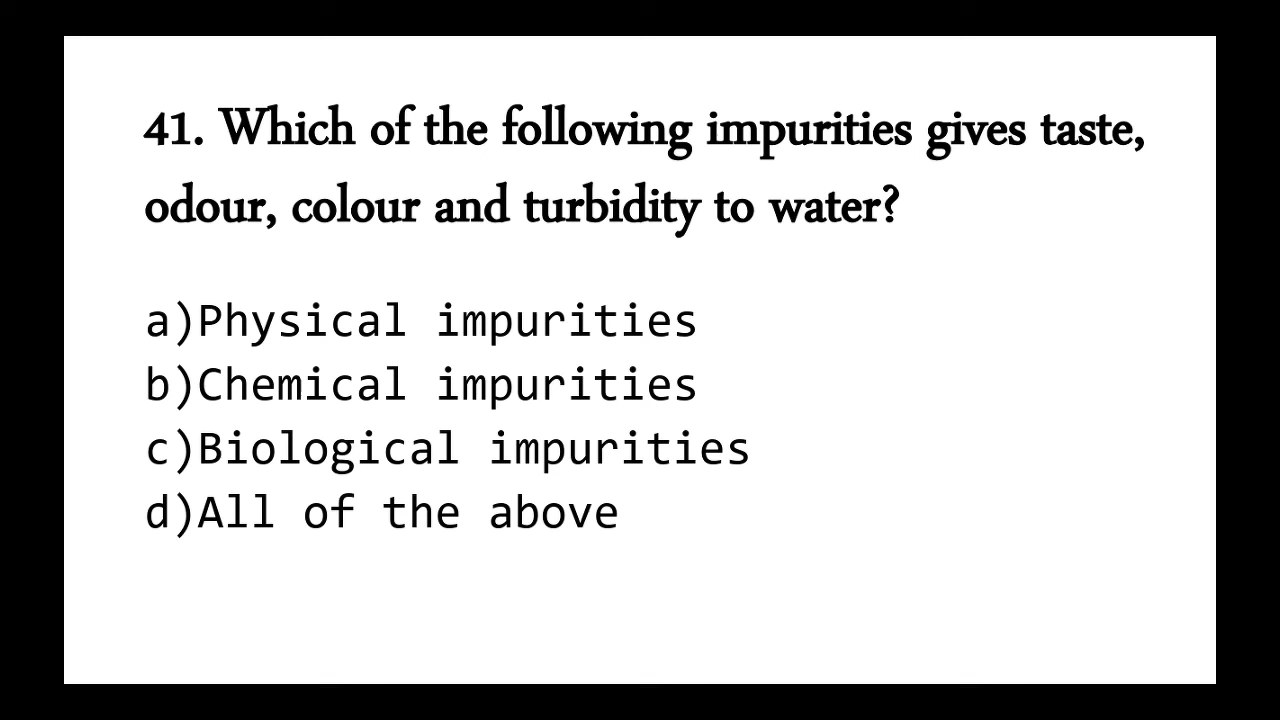 41. Which of the following impurities gives taste,
odour, colour and turbidity to water?
a)Physical impurities
b)Chemical impurities
c)Biological impurities
d)All of the above